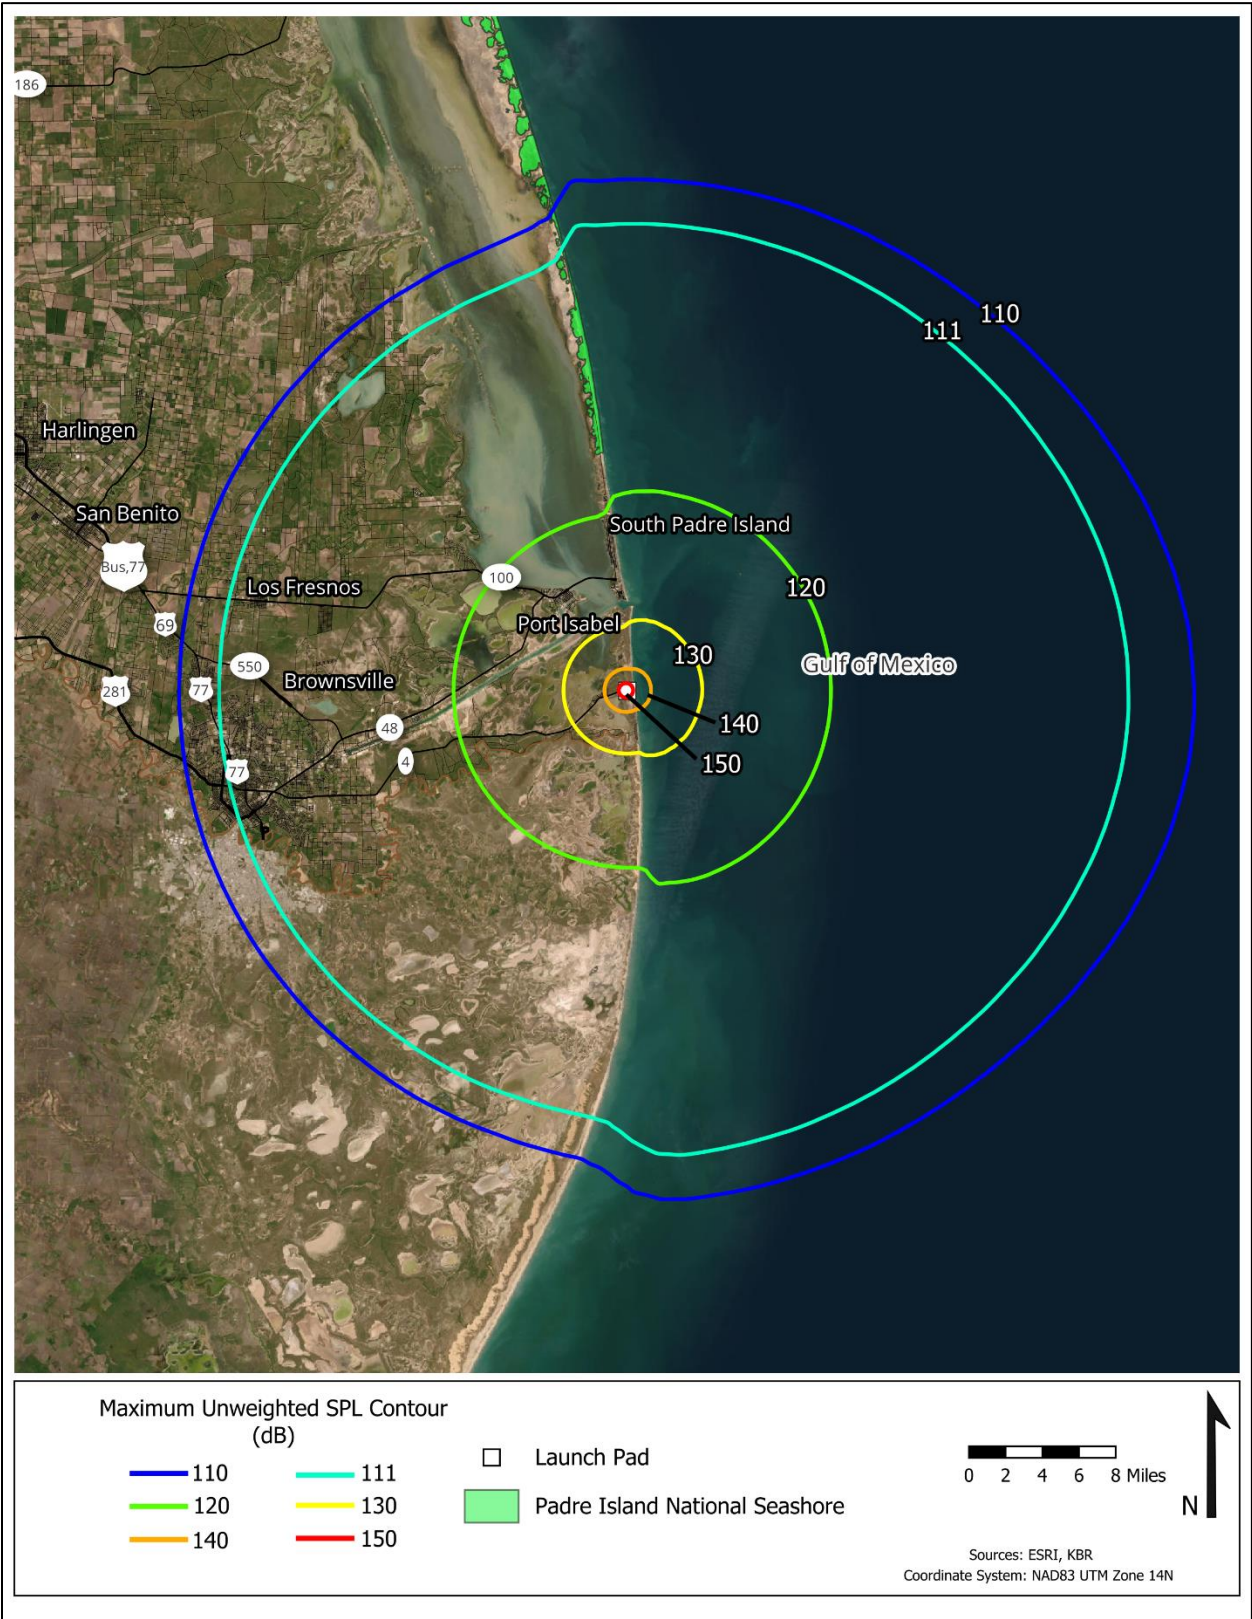 186
110
111
Harlingen
San Benito
South Padre Island
Bus,77
100
Los Fresnos
120
69
Port Isabel
130
550
Gulf of Mexico
Brownsville
281
77
140
48
4
150
77
Maximum Unweighted SPL Contour
(dB)
110
111
120
130
140
150
Launch Pad
Padre Island National Seashore
0 2 4 6 8 Miles
N
Sources: ESRI, KBR
Coordinate System: NAD83 UTM Zone 14N